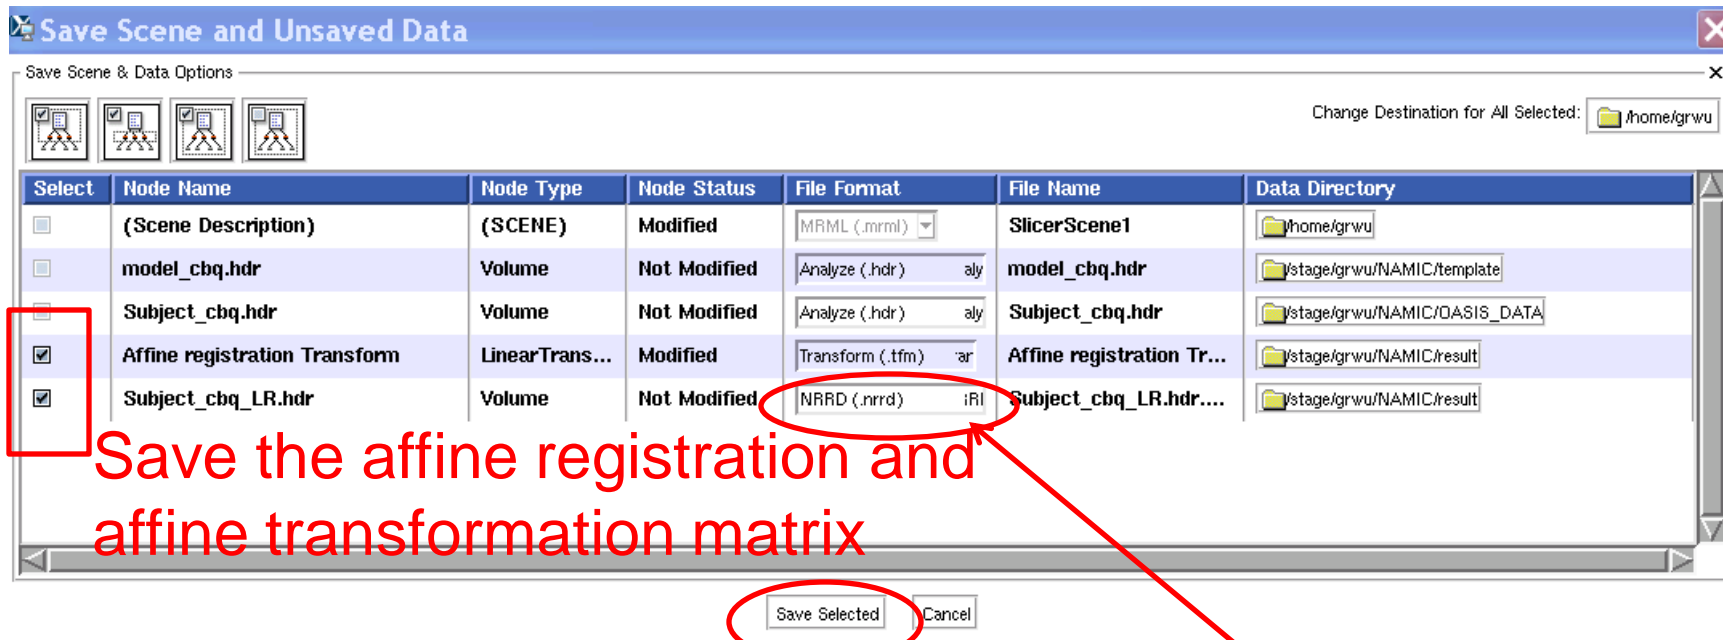 Save Scene and Unsaved Data
Save Scene & Data Options
Change Destination for All Selected: /home/grwu
Select Node Name Node Type Node Status File Format File Name Data Directory
(Scene Description) (SCENE) Modified MRML (.mrml) SlicerScene1 /home/grwu
model_cbq.hdr Volume Not Modified Analyze (.hdr) aly model_cbq.hdr /stage/grwu/NAMIC/template
Subject_cbq.hdr Volume Not Modified Analyze (.hdr) aly Subject_cbq.hdr /stage/grwu/NAMIC/OASIS_DATA
Affine registration Transform LinearTrans... Modified Transform (.tfm) ar Affine registration Tr... /stage/grwu/NAMIC/result
Subject_cbq_LR.hdr Volume Not Modified NRRD (.nrrd) Subject_cbq_LR.hdr.... /stage/grwu/NAMIC/result
Save the affine registration and
affine transformation matrix
Save Selected Cancel